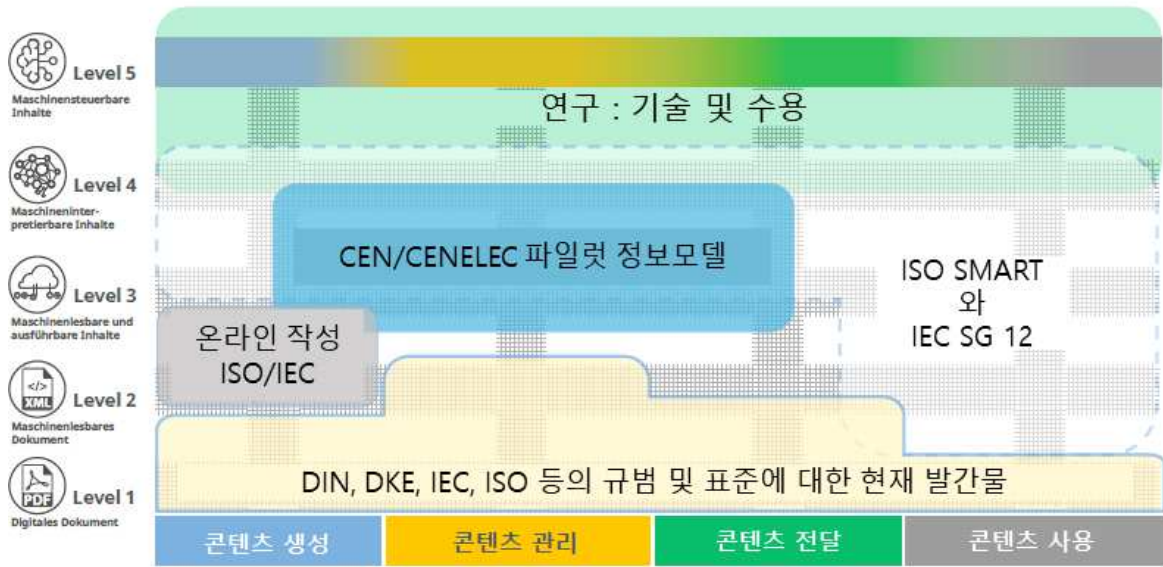 Level 5
Maschinensteuerbare
Inhalte
연구 : 기술 및 수용
Level 4
Maschineninter-
pretierbare Inhalte
CEN/CENELEC 파일럿 정보모델
ISO SMART
와
IEC SG 12
Level 3
Maschinenlesbare und
ausführbare Inhalte
온라인 작성
ISO/IEC
</>
XML
Level 2
Maschinenlesbares
Dokument
PDF
Level 1
Digitales Dokument
DIN, DKE, IEC, ISO 등의 규범 및 표준에 대한 현재 발간물
콘텐츠 생성
콘텐츠 관리
콘텐츠 전달
콘텐츠 사용